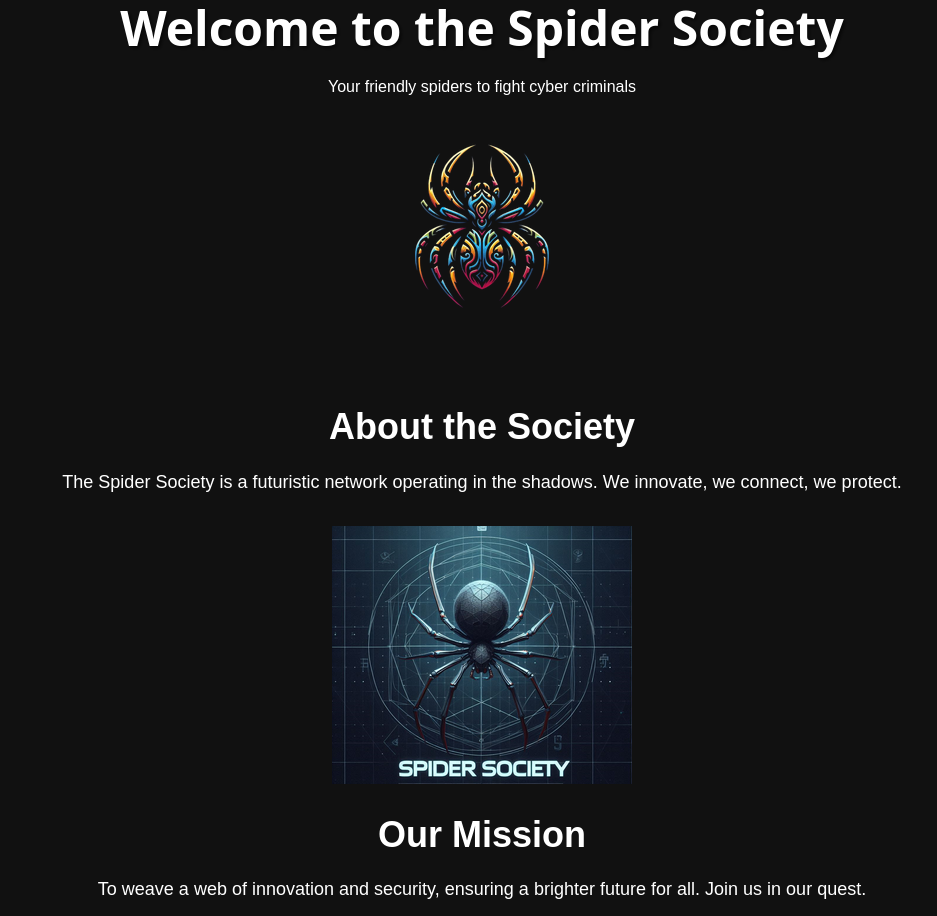 Welcome to the Spider Society
Your friendly spiders to fight cyber criminals
About the Society
The Spider Society is a futuristic network operating in the shadows. We innovate, we connect, we protect.
SPIDER SOCIETY
Our Mission
To weave a web of innovation and security, ensuring a brighter future for all. Join us in our quest.